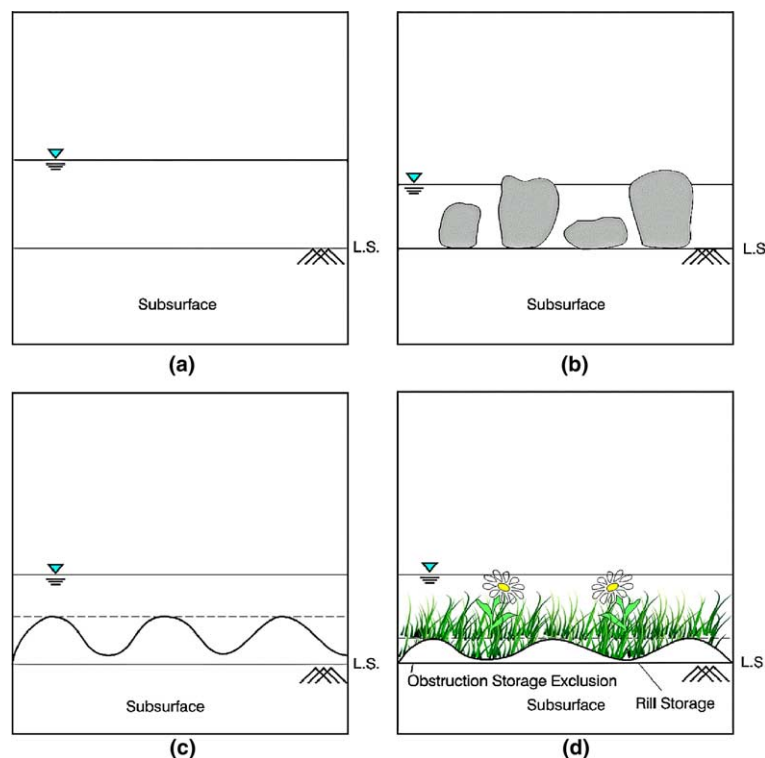 L.S.
Subsurface
(a)
L.S
Subsurface
(b)
L.S.
Subsurface
(c)
L.S
Obstruction Storage Exclusion
Rill Storage
Subsurface
(d)